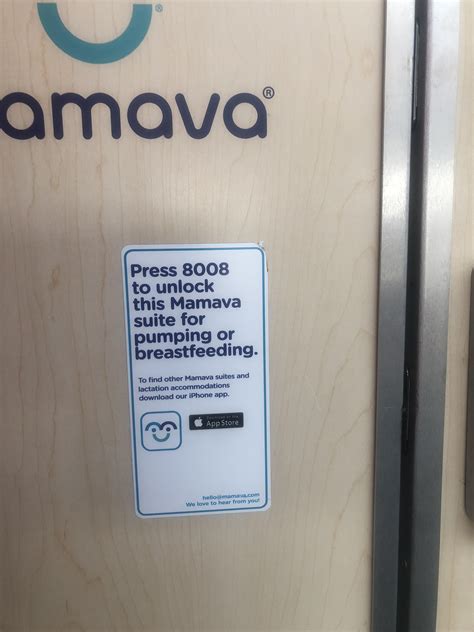 amava®
Press 8008
to unlock
this Mamava
suite for
pumping or
breastfeeding.
To find other Mamava suites and
lactation accommodations
download our iPhone app.
App Store
hello@mamava.com
We love to hear from you!